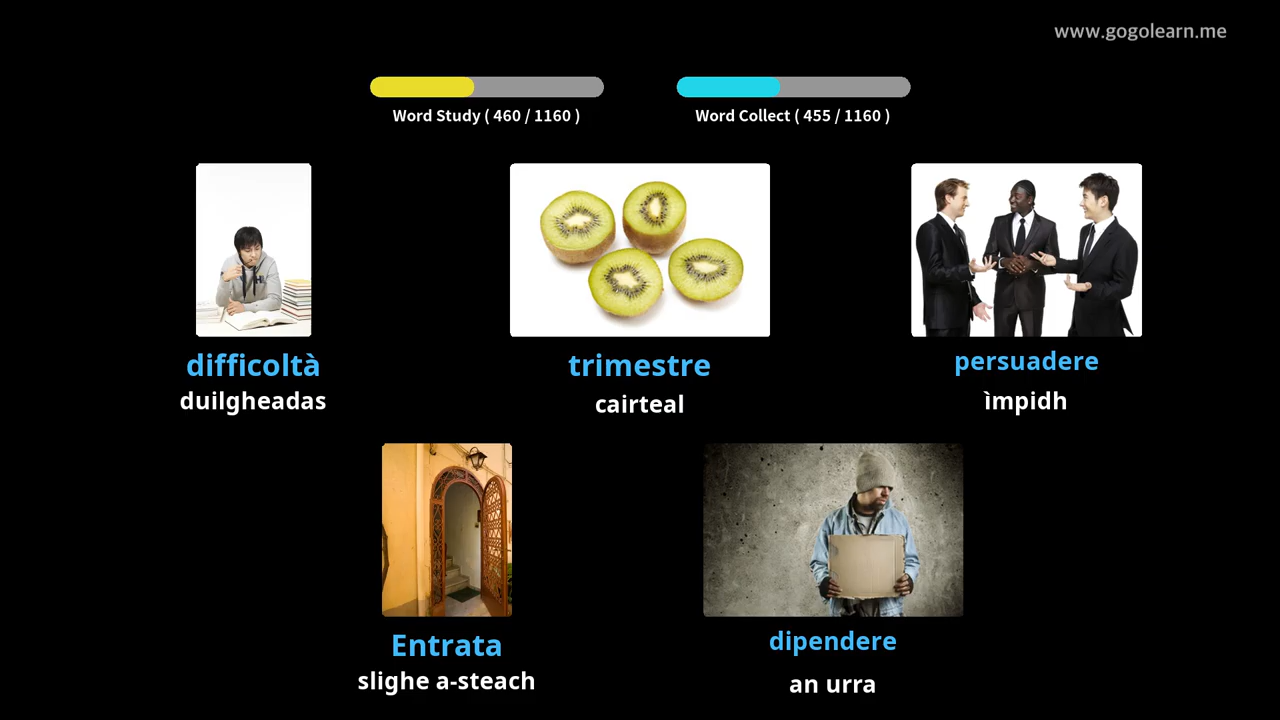 www.gogolearn.me
Word Study ( 460 / 1160 )
Word Collect ( 455 / 1160 )
difficoltà
duilgheadas
trimestre
cairteal
persuadere
ìmpidh
Entrata
slighe a-steach
dipendere
an urra